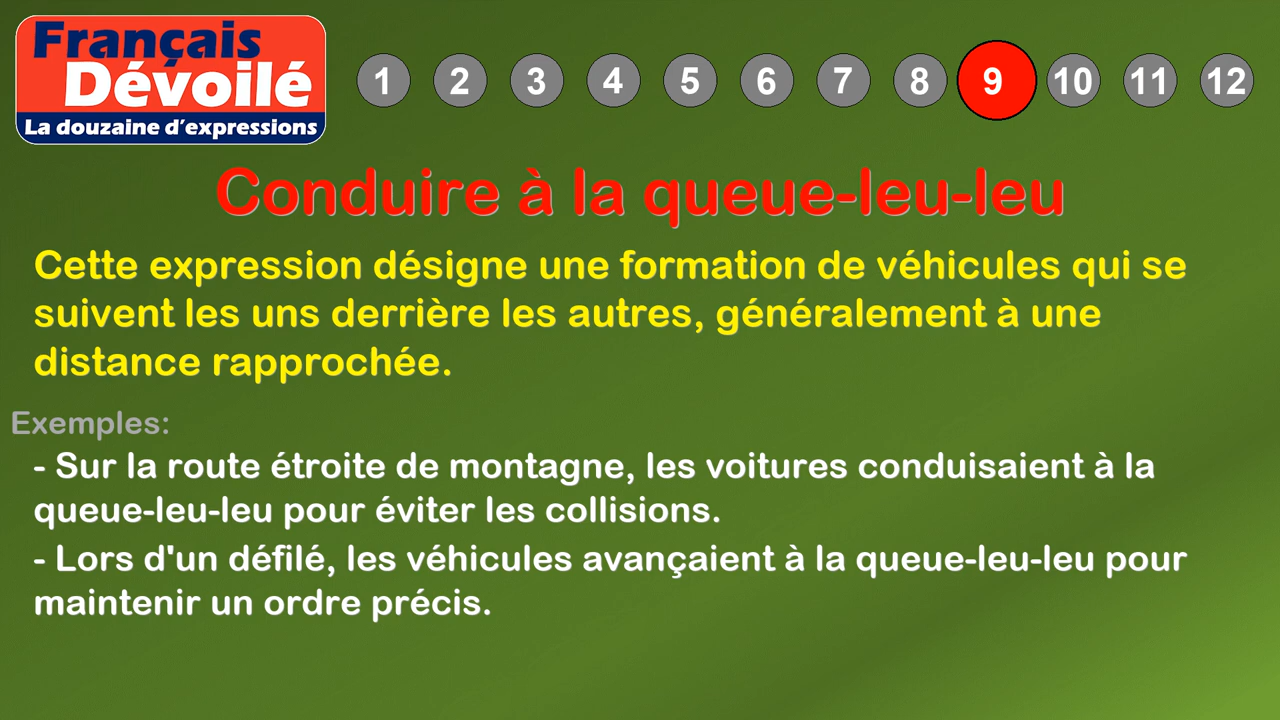 Français
Dévoilé
La douzaine d'expressions
1 2 3 4 5 6 7 8 9 10 11 12
Conduire à la queue-leu-leu
Cette expression désigne une formation de véhicules qui se
suivent les uns derrière les autres, généralement à une
distance rapprochée.
Exemples:
- Sur la route étroite de montagne, les voitures conduisaient à la
queue-leu-leu pour éviter les collisions.
- Lors d'un défilé, les véhicules avançaient à la queue-leu-leu pour
maintenir un ordre précis.